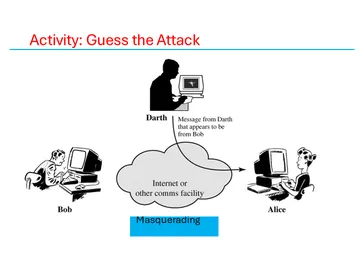 Activity: Guess the Attack
Darth
Message from Darth
that appears to be
from Bob
Internet or
other comms facility
Bob
Alice
Masquerading